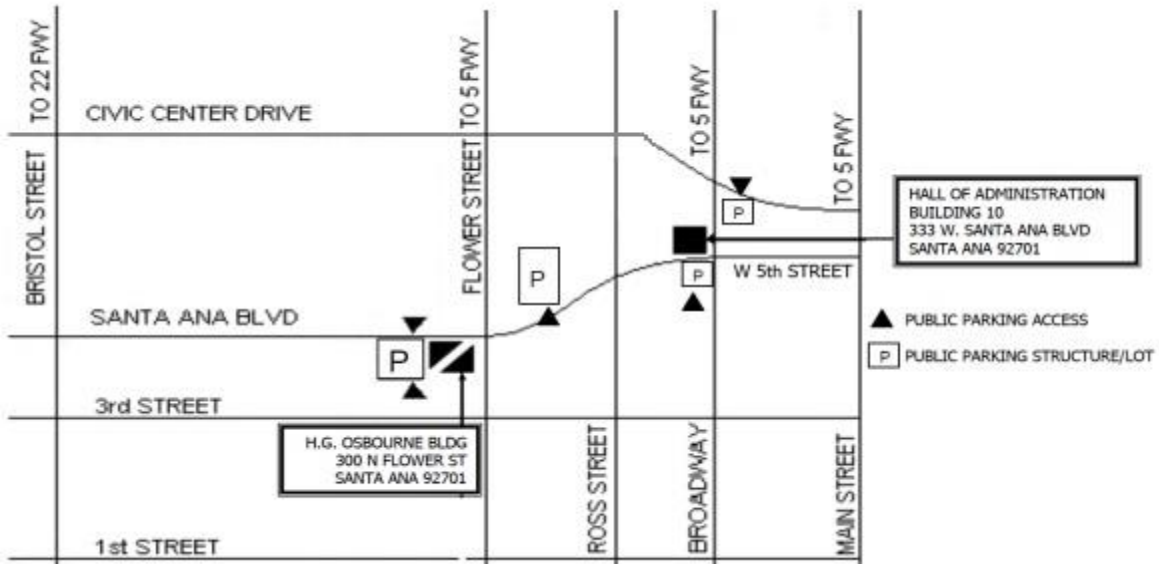 TO 22 FWY
CIVIC CENTER DRIVE
TO 5 FWY
TO 5 FWY
TO 5 FWY
BRISTOL STREET
FLOWER STREET
P
HALL OF ADMINISTRATION
BUILDING 10
333 W. SANTA ANA BLVD
SANTA ANA 92701
P
P
W 5th STREET
SANTA ANA BLVD
PUBLIC PARKING ACCESS
P
P PUBLIC PARKING STRUCTURE/LOT
3rd STREET
H.G. OSBOURNE BLDG
300 N FLOWER ST
SANTA ANA 92701
ROSS STREET
BROADWAY
MAIN STREET
1st STREET